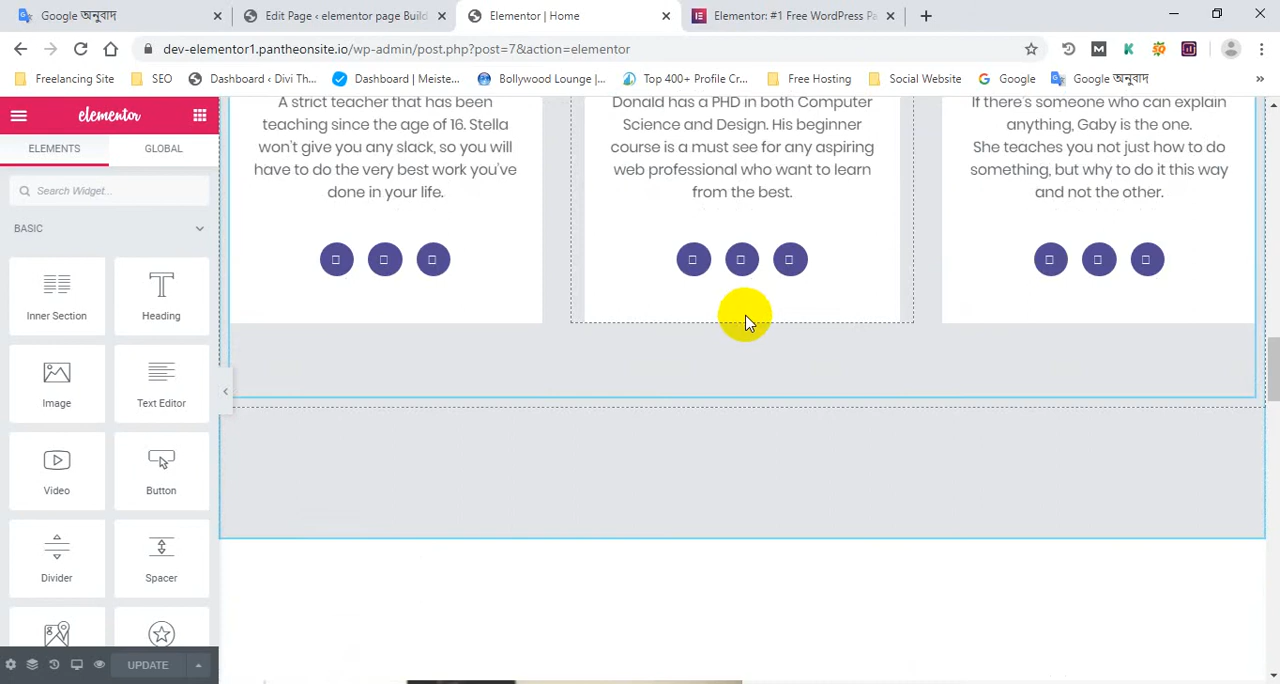 Google অনুবাদ
Edit Page ‹ elementor page Build
Elementor | Home
Elementor: #1 Free WordPress Pa
dev-elementor1.pantheonsite.io/wp-admin/post.php?post=7&action=elementor
Freelancing Site
SEO
Dashboard ‹ Divi Th...
Dashboard | Meiste...
Bollywood Lounge |...
Top 400+ Profile Cr...
Free Hosting
Social Website
Google
Google অনুবাদ
»
elementor
ELEMENTS
GLOBAL
Search Widget...
BASIC
Inner Section
Heading
Image
Text Editor
Video
Button
Divider
Spacer
UPDATE
A strict teacher that has been
teaching since the age of 16. Stella
won't give you any slack, so you will
have to do the very best work you've
done in your life.
Donald has a PHD in both Computer
Science and Design. His beginner
course is a must see for any aspiring
web professional who want to learn
from the best.
If there's someone who can explain
anything, Gaby is the one.
She teaches you not just how to do
something, but why to do it this way
and not the other.